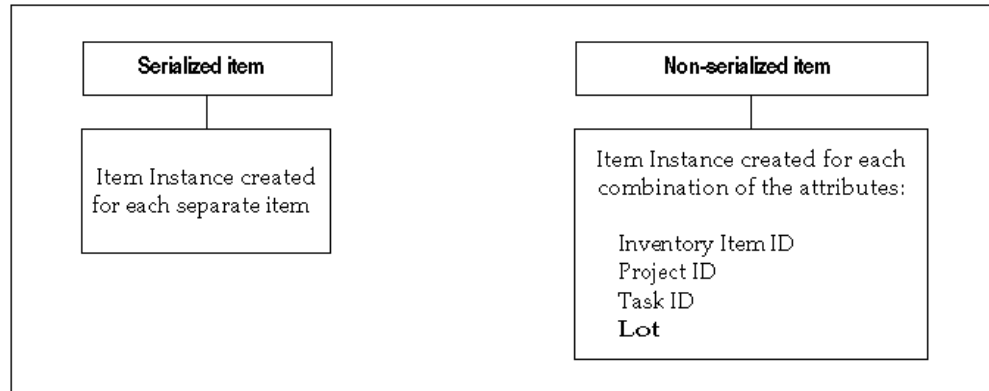 Serialized item
Item Instance created
for each separate item
Non-serialized item
Item Instance created for each
combination of the attributes:
Inventory Item ID
Project ID
Task ID
Lot